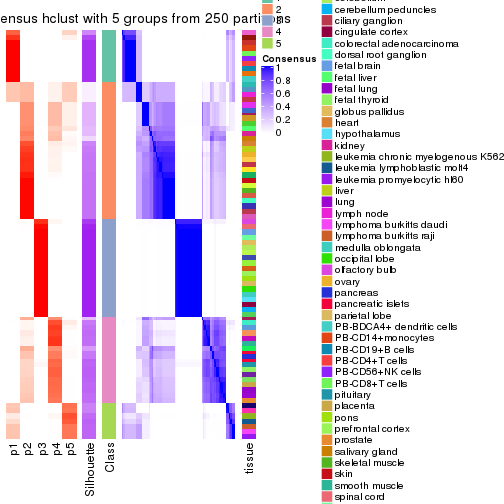 ensus hclust with 5 groups from 250 partitions
1
2
3
4
5
Consensus
1
0.8
0.6
0.4
0.2
0
p1
p2
p3
p4
p5
Silhouette
Class
tissue
cerebellum peduncles
ciliary ganglion
cingulate cortex
colorectal adenocarcinoma
dorsal root ganglion
fetal brain
fetal liver
fetal lung
fetal thyroid
globus pallidus
heart
hypothalamus
kidney
leukemia chronic myelogenous K562
leukemia lymphoblastic molt4
leukemia promyelocytic hl60
liver
lung
lymph node
lymphoma burkitts daudi
lymphoma burkitts raji
medulla oblongata
occipital lobe
olfactory bulb
ovary
pancreas
pancreatic islets
parietal lobe
PB-BDCA4+ dendritic cells
PB-CD14+monocytes
PB-CD19+B cells
PB-CD4+T cells
PB-CD56+NK cells
PB-CD8+T cells
pituitary
placenta
pons
prefrontal cortex
prostate
salivary gland
skeletal muscle
skin
smooth muscle
spinal cord